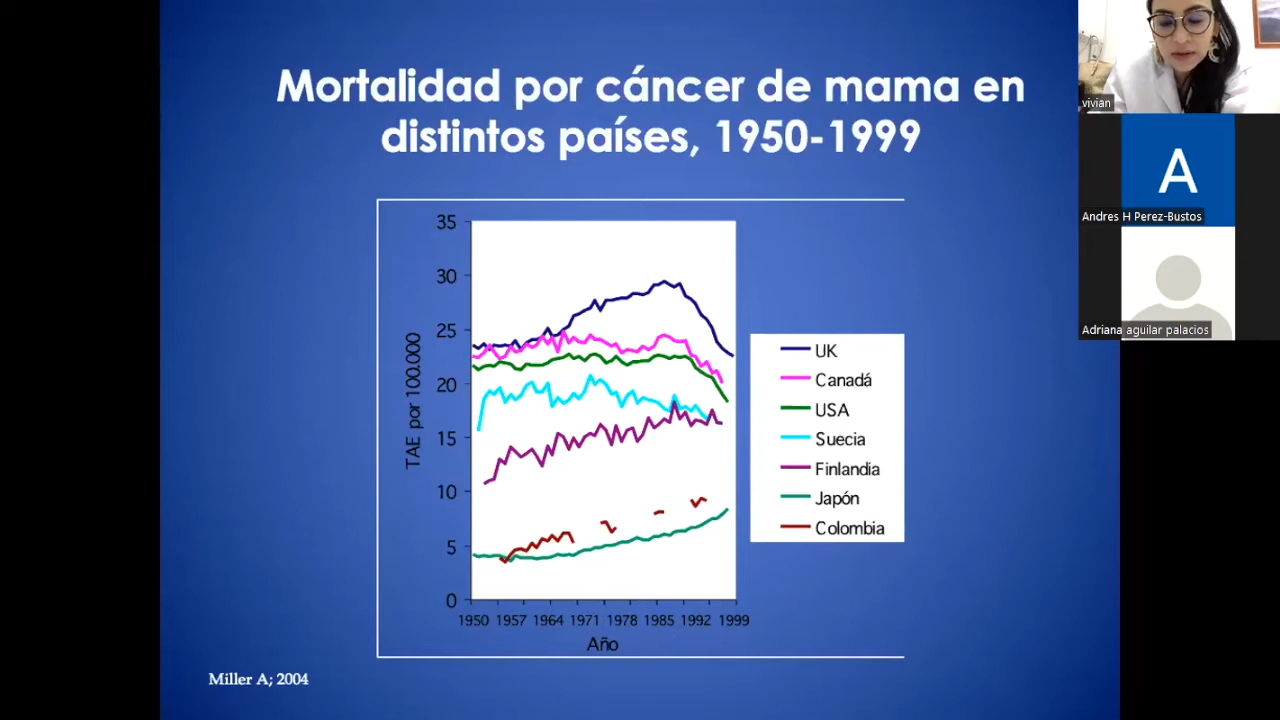 Mortalidad por cáncer de mama en
distintos países, 1950-1999
35
30
25
20
15
10
5
0
TAE por 100.000
1950 1957 1964 1971 1978 1985 1992 1999
Año
UK
Canadá
USA
Suecia
Finlandia
Japón
Colombia
Miller A; 2004
vivian
A
Andres H Perez-Bustos
Adriana aguilar palacios